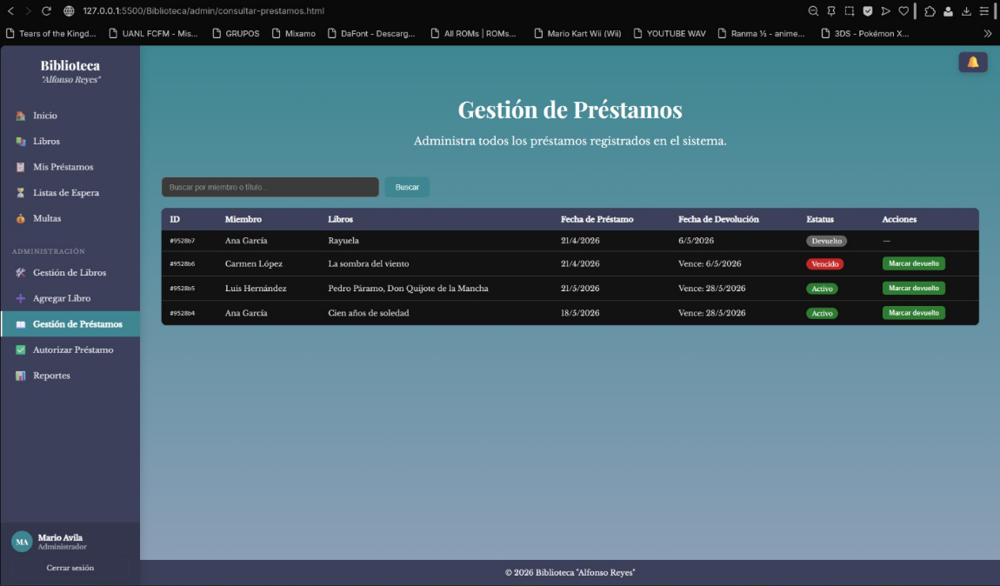 127.0.0.1:5500/Biblioteca/admin/consultar-prestamos.html
Tears of the Kingd... UANL FCFM - Mis... GRUPOS Mixamo DaFont - Descarg... All ROMs | ROMs... Mario Kart Wii (Wii) YOUTUBE WAV Ranma ½ - anime... 3DS - Pokémon X...
Biblioteca
"Alfonso Reyes"
Inicio
Libros
Mis Préstamos
Listas de Espera
Multas
ADMINISTRACIÓN
Gestión de Libros
Agregar Libro
Gestión de Préstamos
Autorizar Préstamo
Reportes
MA Mario Avila
Administrador
Cerrar sesión
Gestión de Préstamos
Administra todos los préstamos registrados en el sistema.
Buscar por miembro o título... Buscar
ID Miembro Libros Fecha de Préstamo Fecha de Devolución Estatus Acciones
#9528b7 Ana García Rayuela 21/4/2026 6/5/2026 Devuelto —
#9528b6 Carmen López La sombra del viento 21/4/2026 Vence: 6/5/2026 Vencido Marcar devuelto
#9528b5 Luis Hernández Pedro Páramo, Don Quijote de la Mancha 21/5/2026 Vence: 28/5/2026 Activo Marcar devuelto
#9528b4 Ana García Cien años de soledad 18/5/2026 Vence: 28/5/2026 Activo Marcar devuelto
© 2026 Biblioteca "Alfonso Reyes"